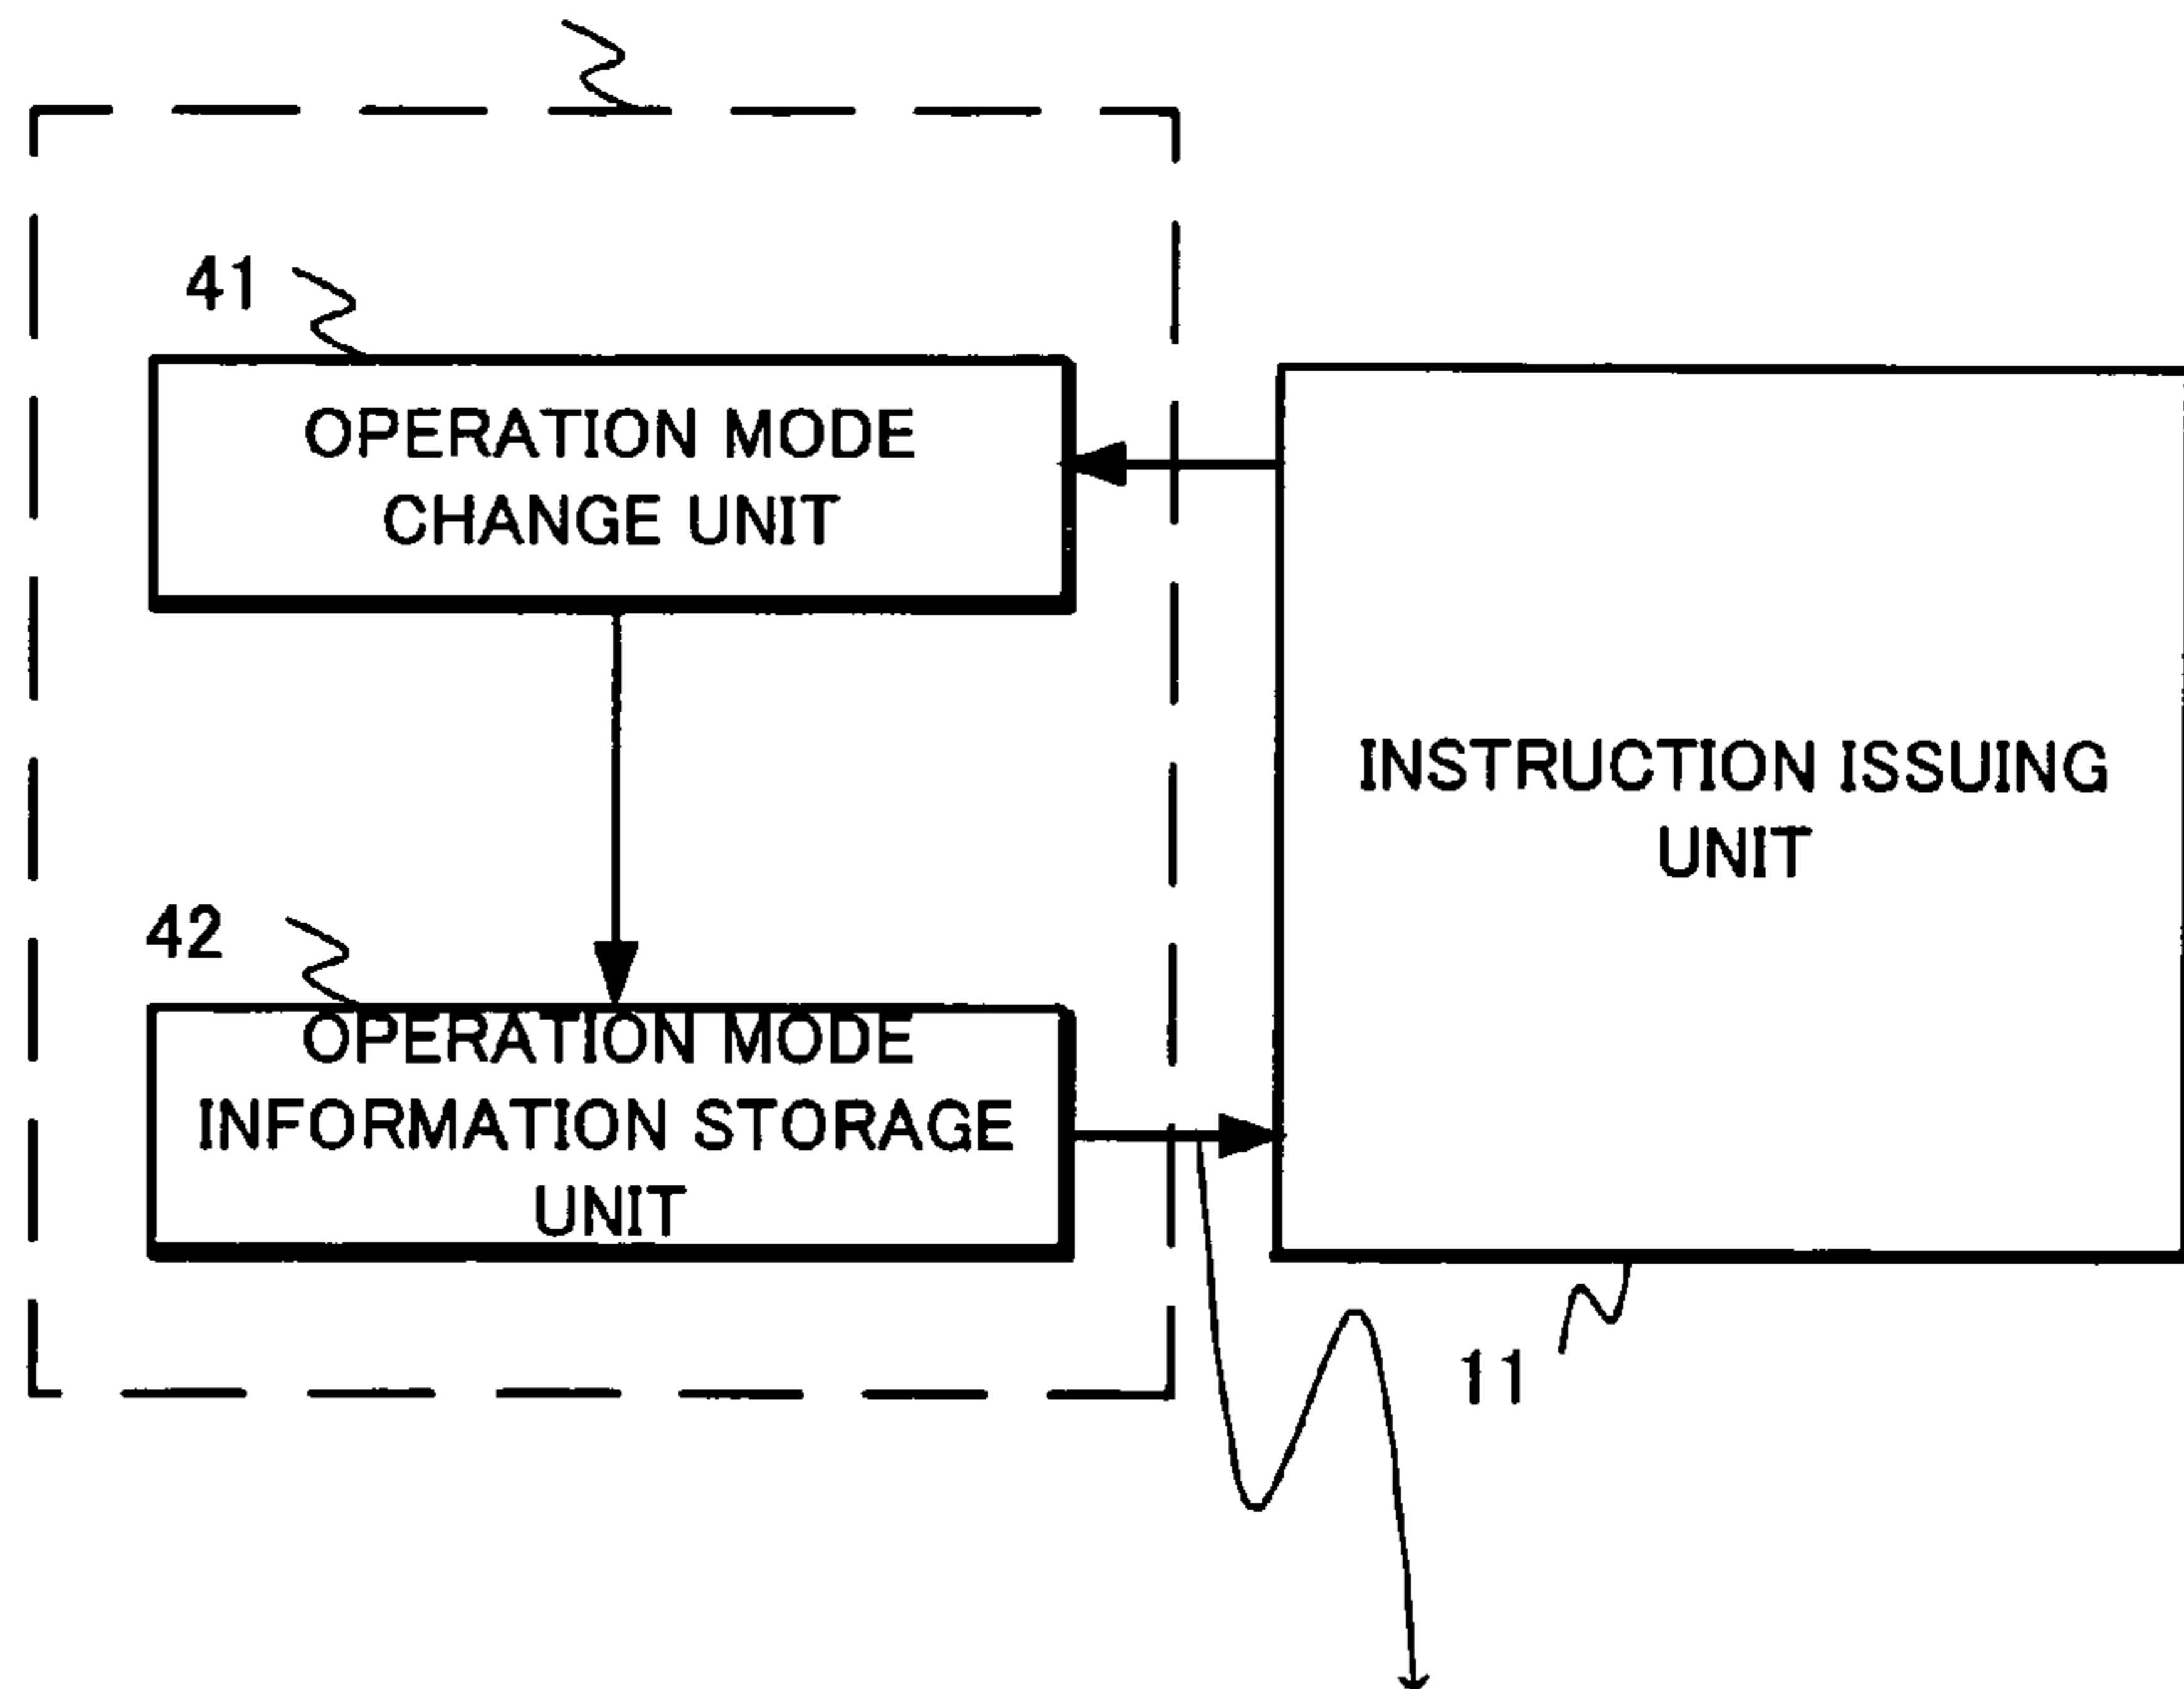 41
OPERATION MODE
CHANGE UNIT
INSTRUCTION ISSUING
UNIT
42
OPERATION MODE
INFORMATION STORAGE
UNIT
11